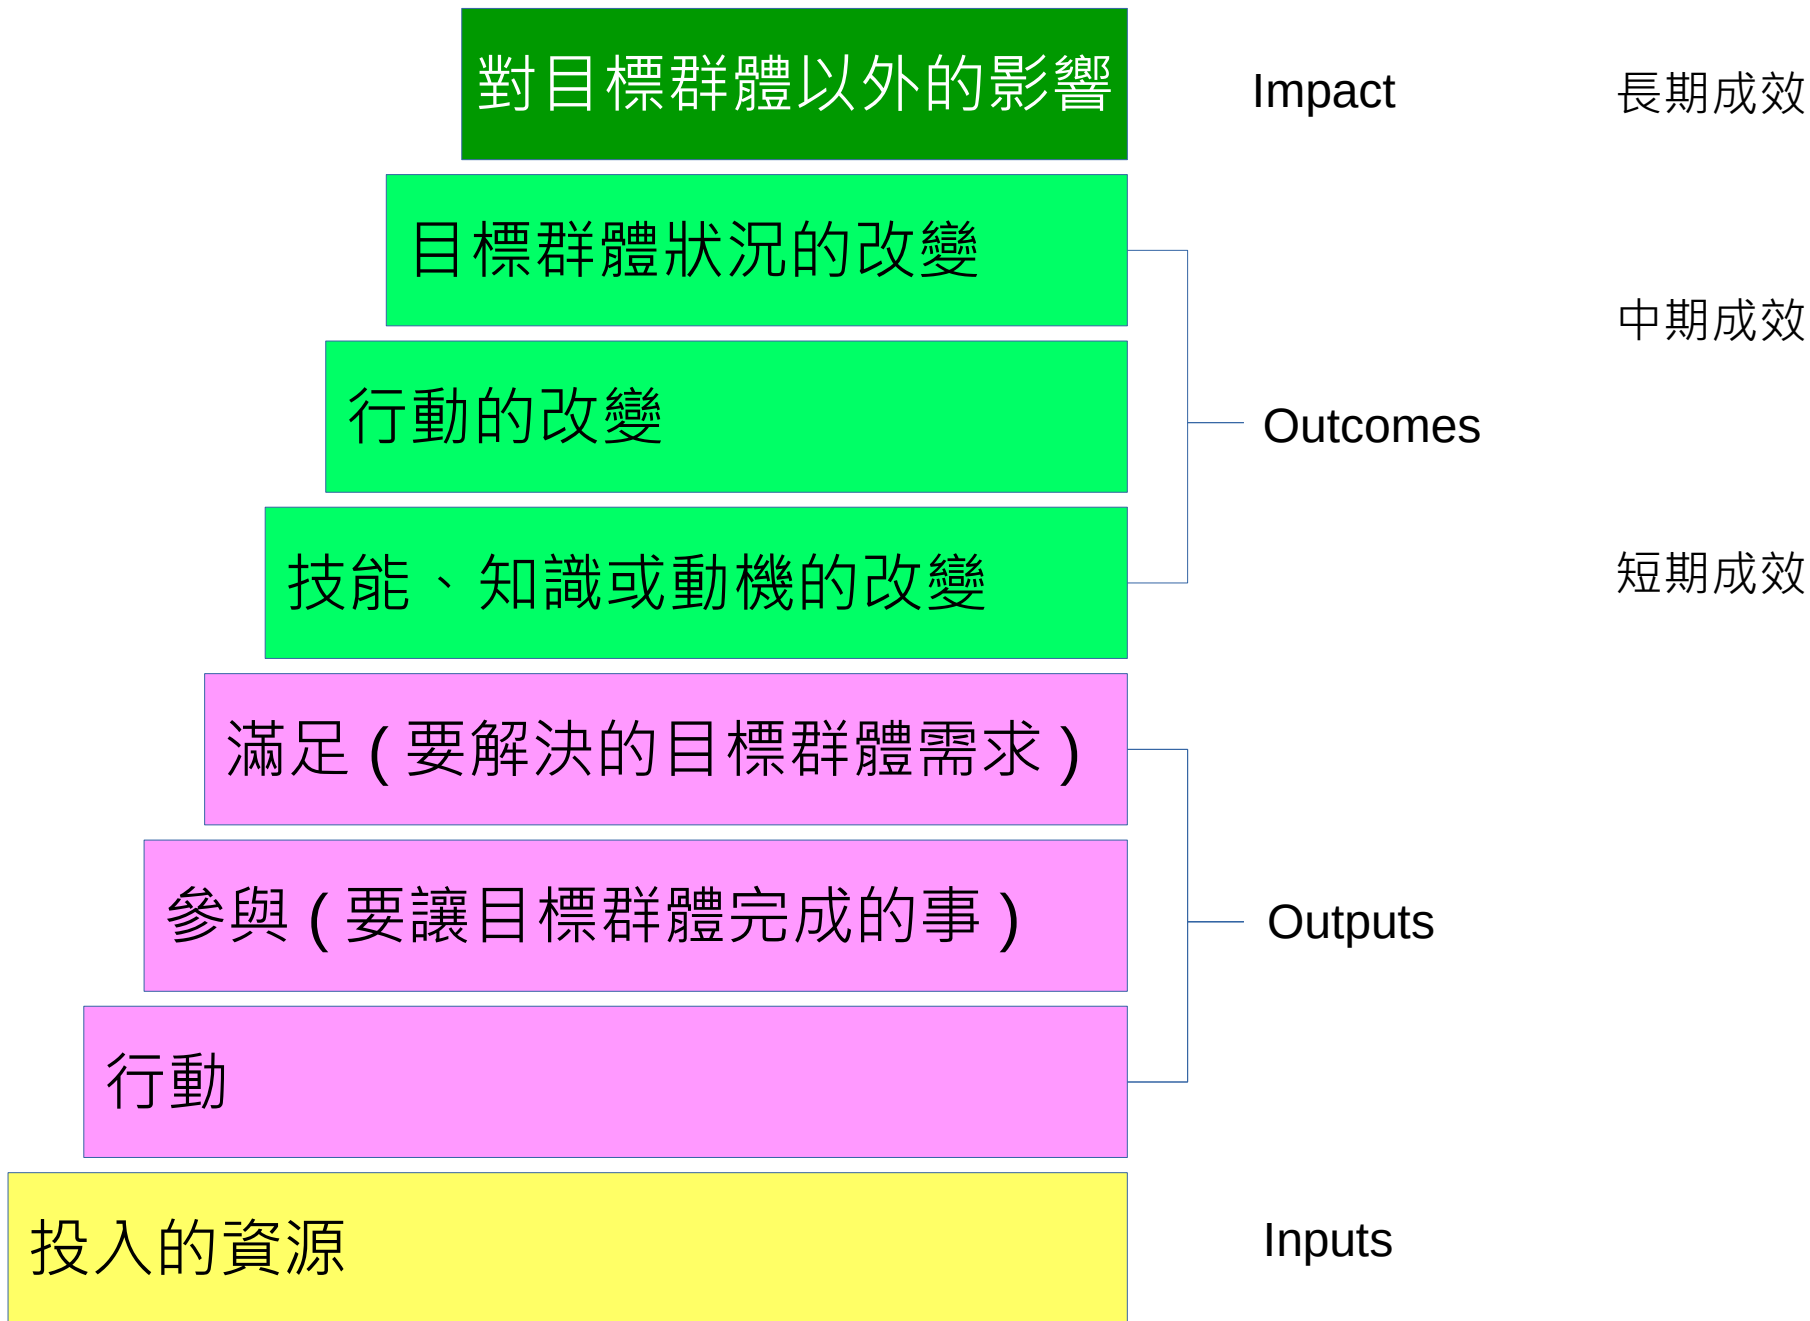 對目標群體以外的影響 Impact 長期成效
目標群體狀況的改變
中期成效
行動的改變 Outcomes
技能、知識或動機的改變 短期成效
滿足(要解決的目標群體需求)
參與(要讓目標群體完成的事) Outputs
行動
投入的資源 Inputs